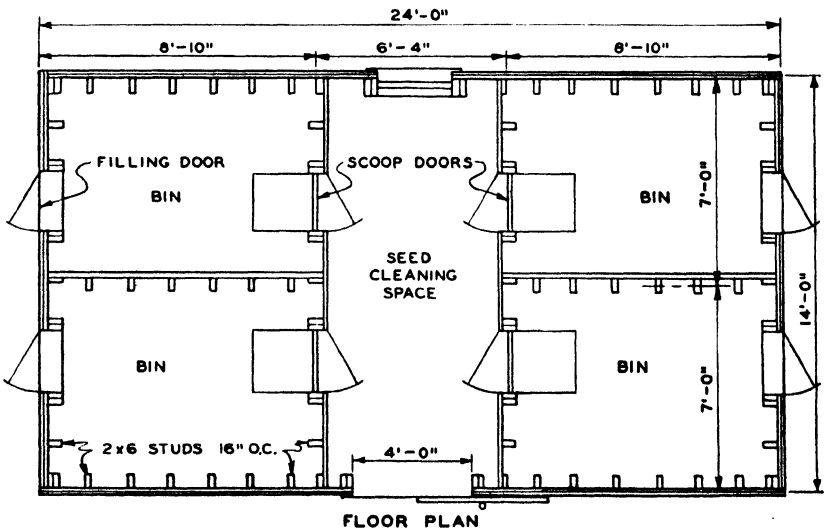 24'-0"
8'-10" 6'-4" 8'-10"
FILLING DOOR
SCOOP DOORS
BIN
BIN
7'-0"
SEED
CLEANING
SPACE
14'-0"
BIN
BIN
7'-0"
2x6 STUDS 16" O.C.
4'-0"
FLOOR PLAN